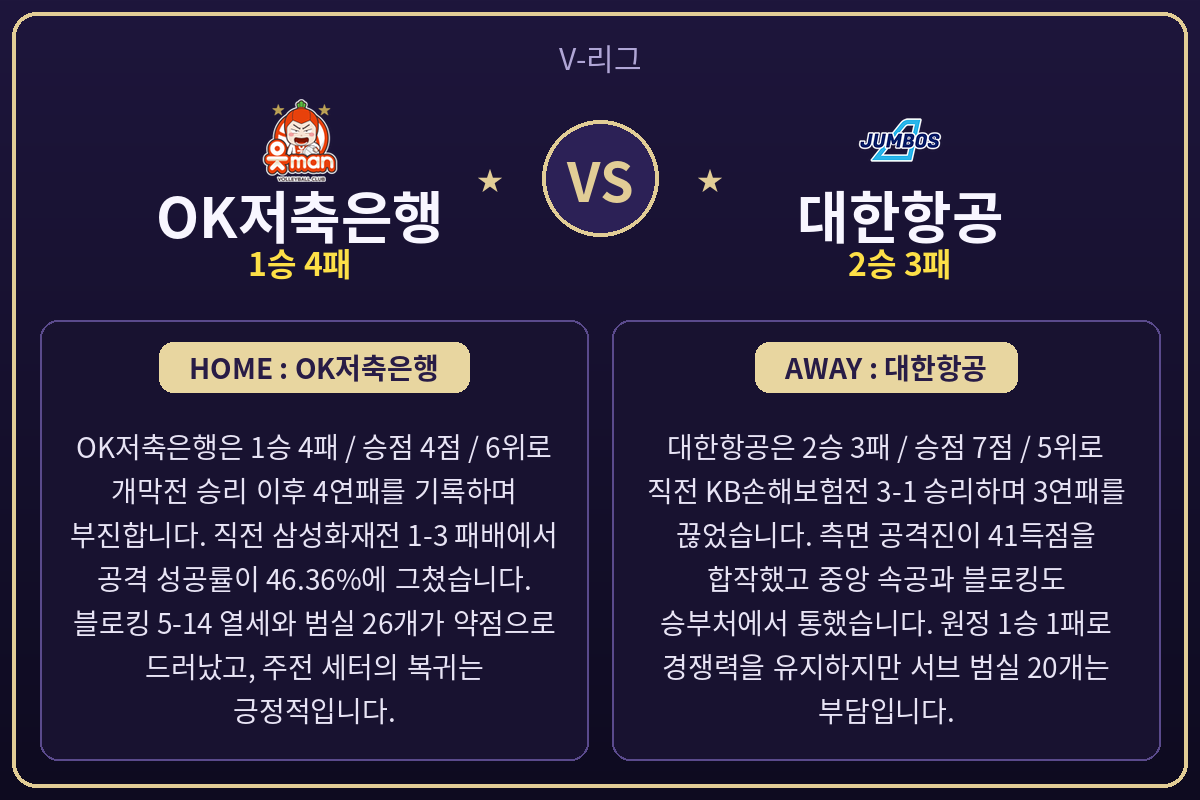 V-리그
읏man
VOLLEYBALL CLUB
JUMBOS
VS
OK저축은행
대한항공
1승 4패
2승 3패
HOME : OK저축은행
OK저축은행은 1승 4패 / 승점 4점 / 6위로
개막전 승리 이후 4연패를 기록하며
부진합니다. 직전 삼성화재전 1-3 패배에서
공격 성공률이 46.36%에 그쳤습니다.
블로킹 5-14 열세와 범실 26개가 약점으로
드러났고, 주전 세터의 복귀는
긍정적입니다.
AWAY : 대한항공
대한항공은 2승 3패 / 승점 7점 / 5위로
직전 KB손해보험전 3-1 승리하며 3연패를
끊었습니다. 측면 공격진이 41득점을
합작했고 중앙 속공과 블로킹도
승부처에서 통했습니다. 원정 1승 1패로
경쟁력을 유지하지만 서브 범실 20개는
부담입니다.